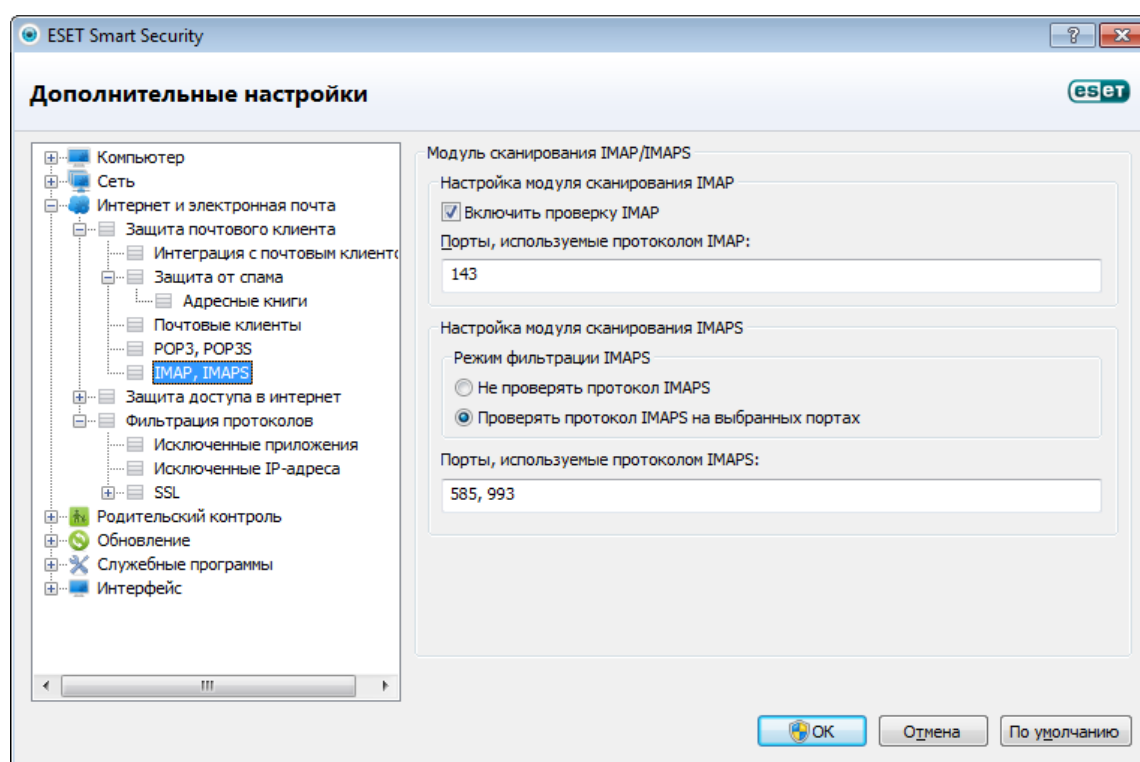 ESET Smart Security
Дополнительные настройки
eset
Компьютер
Сеть
Интернет и электронная почта
Защита почтового клиента
Интеграция с почтовым клиентс
Защита от спама
Адресные книги
Почтовые клиенты
POP3, POP3S
IMAP, IMAPS
Защита доступа в интернет
Фильтрация протоколов
Исключенные приложения
Исключенные IP-адреса
SSL
Родительский контроль
Обновление
Служебные программы
Интерфейс
Модуль сканирования IMAP/IMAPS
Настройка модуля сканирования IMAP
Включить проверку IMAP
Порты, используемые протоколом IMAP:
143
Настройка модуля сканирования IMAPS
Режим фильтрации IMAPS
Не проверять протокол IMAPS
Проверять протокол IMAPS на выбранных портах
Порты, используемые протоколом IMAPS:
585, 993
OK
Отмена
По умолчанию